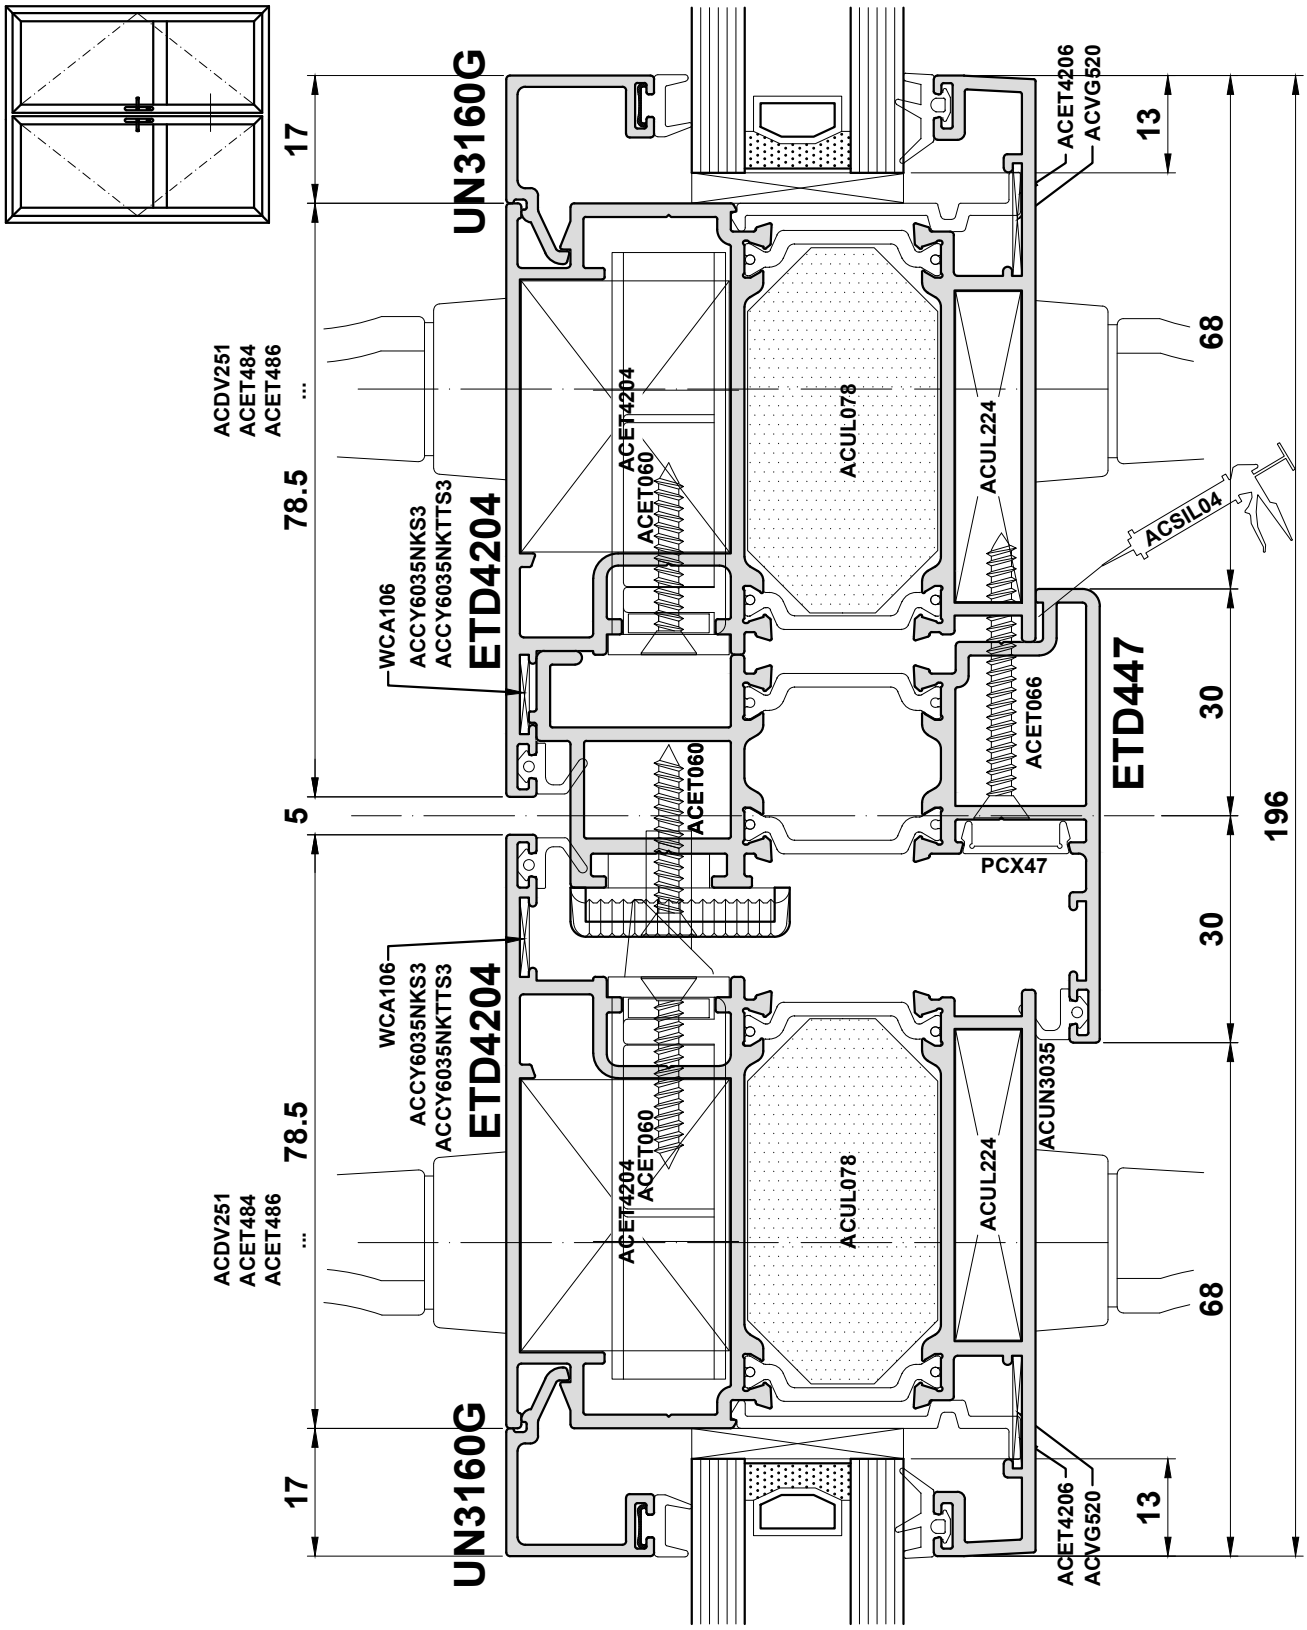 17
UN3160G
ACET4206
ACVG520
13
ACDV251
ACET484
ACET486
...
78.5
ACET4204
ACET060
ACUL078
ACUL224
68
WCA106
ACCY6035NKS3
ACCY6035NKTTS3
ETD4204
ACSIL04
ACET066
ETD447
30
5
ACET060
PCX47
196
WCA106
ACCY6035NKS3
ACCY6035NKTTS3
ETD4204
30
ACUN3035
ACDV251
ACET484
ACET486
...
78.5
ACET4204
ACET060
ACUL078
ACUL224
68
17
UN3160G
ACET4206
ACVG520
13